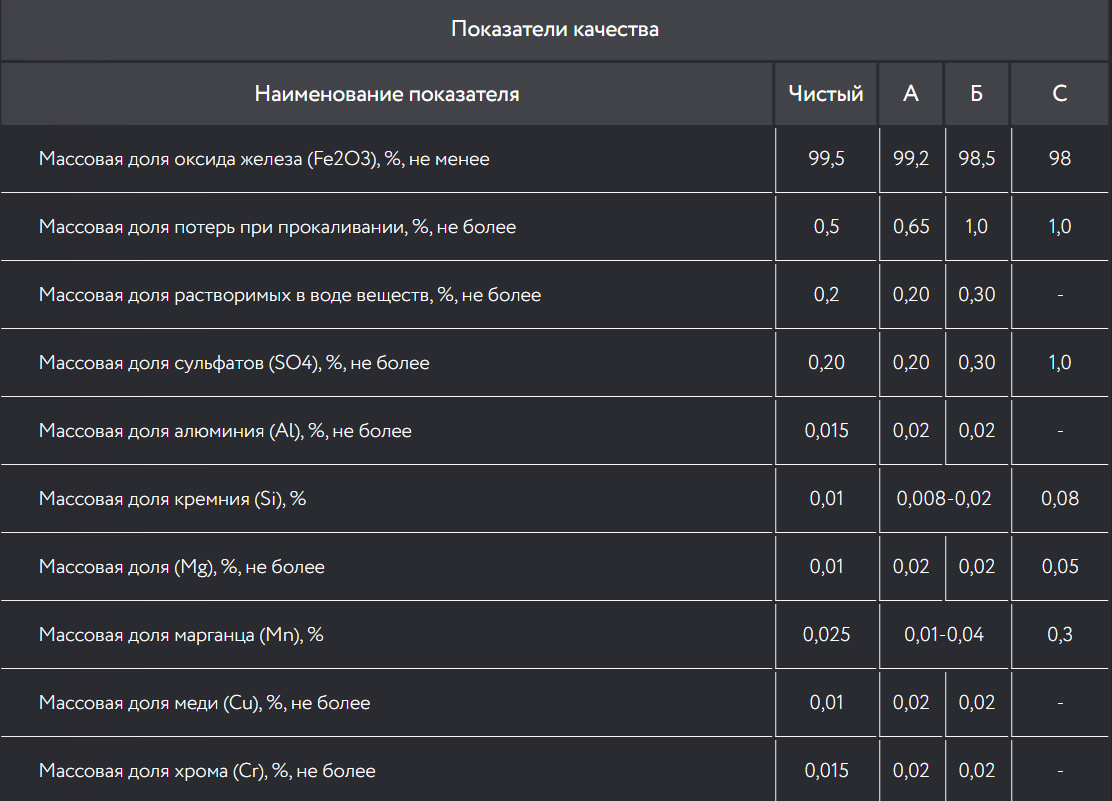 Показатели качества
Наименование показателя Чистый А Б С
Массовая доля оксида железа (Fe2O3), %, не менее 99,5 99,2 98,5 98
Массовая доля потерь при прокаливании, %, не более 0,5 0,65 1,0 1,0
Массовая доля растворимых в воде веществ, %, не более 0,2 0,20 0,30 -
Массовая доля сульфатов (SO4), %, не более 0,20 0,20 0,30 1,0
Массовая доля алюминия (Al), %, не более 0,015 0,02 0,02 -
Массовая доля кремния (Si), % 0,01 0,008-0,02 0,08
Массовая доля (Mg), %, не более 0,01 0,02 0,02 0,05
Массовая доля марганца (Mn), % 0,025 0,01-0,04 0,3
Массовая доля меди (Cu), %, не более 0,01 0,02 0,02 -
Массовая доля хрома (Cr), %, не более 0,015 0,02 0,02 -